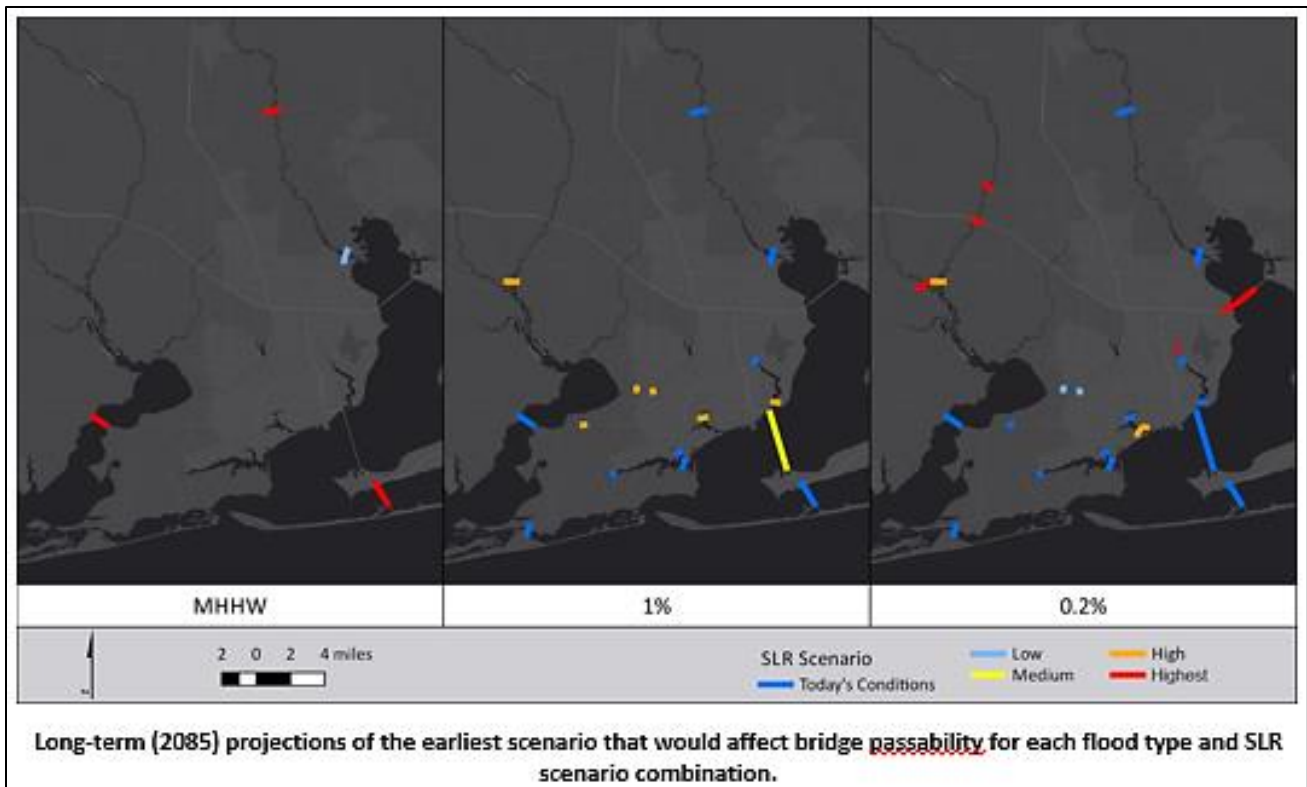 MHHW
1%
0.2%
2 0 2 4 miles
SLR Scenario
Today's Conditions
Low
Medium
High
Highest
Long-term (2085) projections of the earliest scenario that would affect bridge passability for each flood type and SLR
scenario combination.